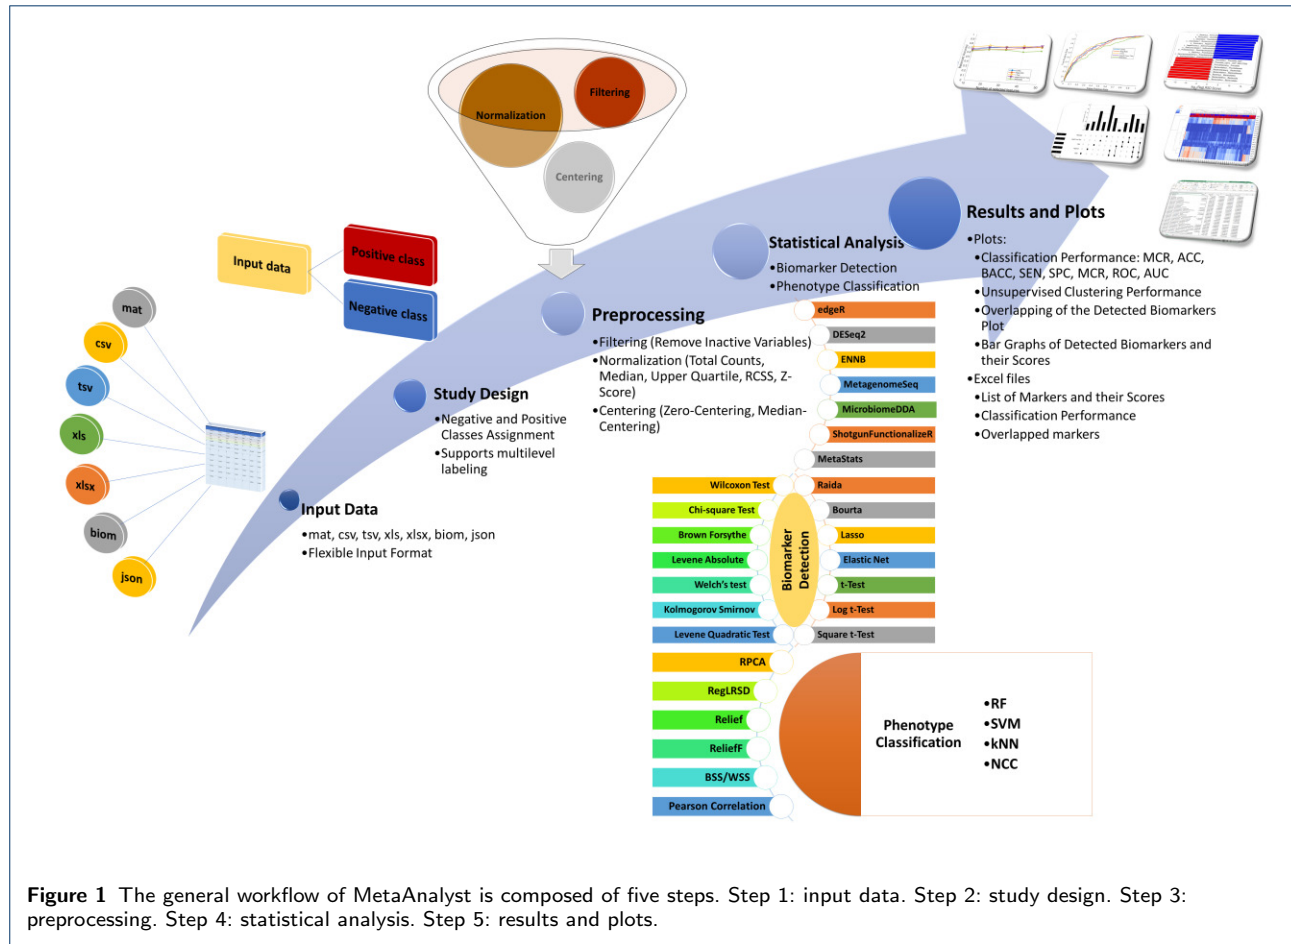 Normalization
Filtering
Centering
Input data
Positive class
Negative class
mat
csv
tsv
xls
xlsx
biom
json
Input Data
•mat, csv, tsv, xls, xlsx, biom, json
•Flexible Input Format
Study Design
•Negative and Positive
Classes Assignment
•Supports multilevel
labeling
Preprocessing
•Filtering (Remove Inactive Variables)
•Normalization (Total Counts,
Median, Upper Quartile, RCSS, Z-
Score)
•Centering (Zero-Centering, Median-
Centering)
Statistical Analysis
•Biomarker Detection
•Phenotype Classification
Results and Plots
•Plots:
•Classification Performance: MCR, ACC,
BACC, SEN, SPC, MCR, ROC, AUC
•Unsupervised Clustering Performance
•Overlapping of the Detected Biomarkers
Plot
•Bar Graphs of Detected Biomarkers and
their Scores
•Excel files
•List of Markers and their Scores
•Classification Performance
•Overlapped markers
edgeR
DESeq2
ENNB
MetagenomeSeq
MicrobiomeDDA
ShotgunFunctionalizeR
MetaStats
Raida
Bourta
Lasso
Elastic Net
t-Test
Log t-Test
Square t-Test
Biomarker
Detection
Wilcoxon Test
Chi-square Test
Brown Forsythe
Levene Absolute
Welch's test
Kolmogorov Smirnov
Levene Quadratic Test
RPCA
RegLRSD
Relief
ReliefF
BSS/WSS
Pearson Correlation
Phenotype
Classification
•RF
•SVM
•kNN
•NCC
Figure 1 The general workflow of MetaAnalyst is composed of five steps. Step 1: input data. Step 2: study design. Step 3:
preprocessing. Step 4: statistical analysis. Step 5: results and plots.